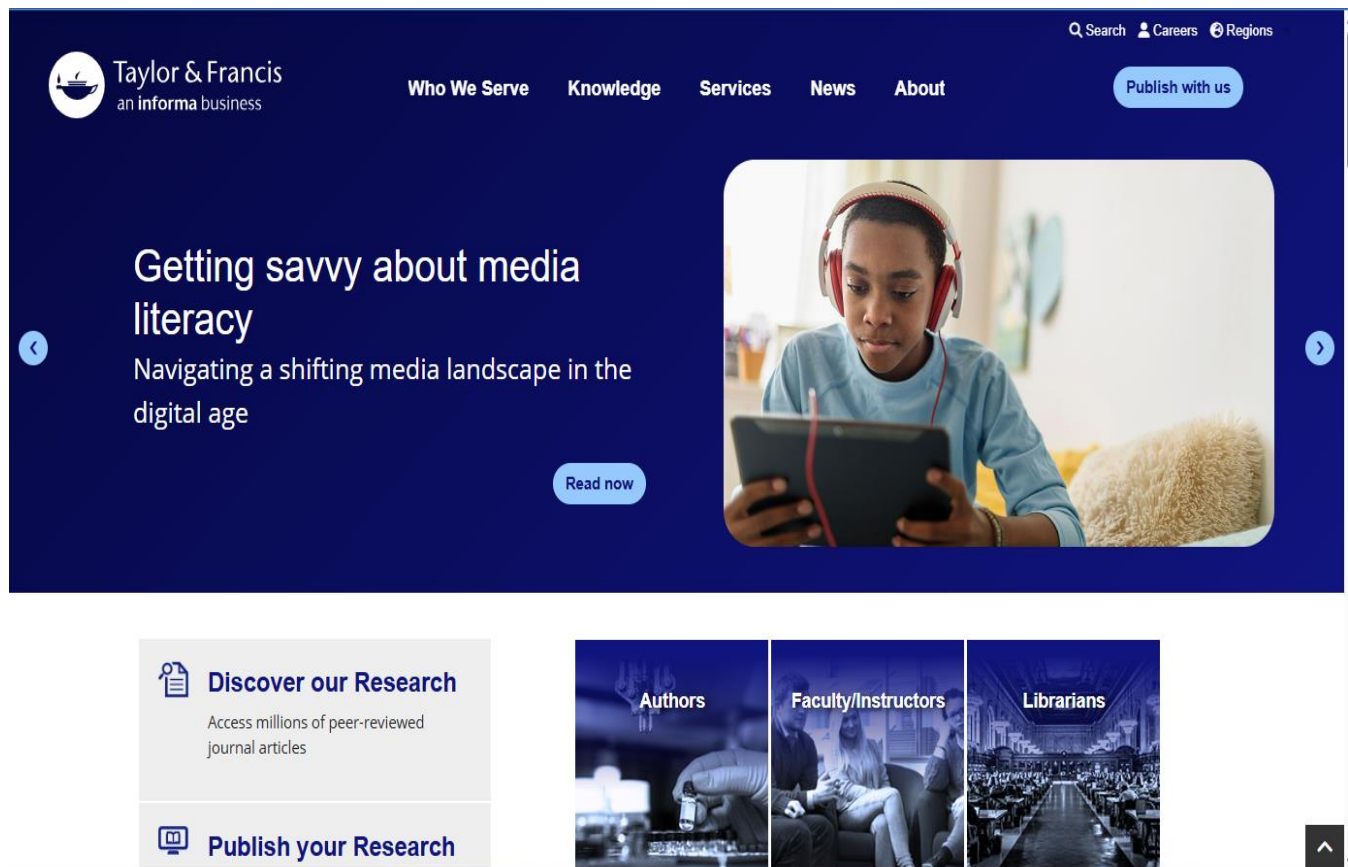 Search Careers Regions
Taylor & Francis
an informa business
Who We Serve Knowledge Services News About
Publish with us
Getting savvy about media
literacy
Navigating a shifting media landscape in the
digital age
Read now
Discover our Research
Access millions of peer-reviewed
journal articles
Publish your Research
Authors
Faculty/Instructors
Librarians